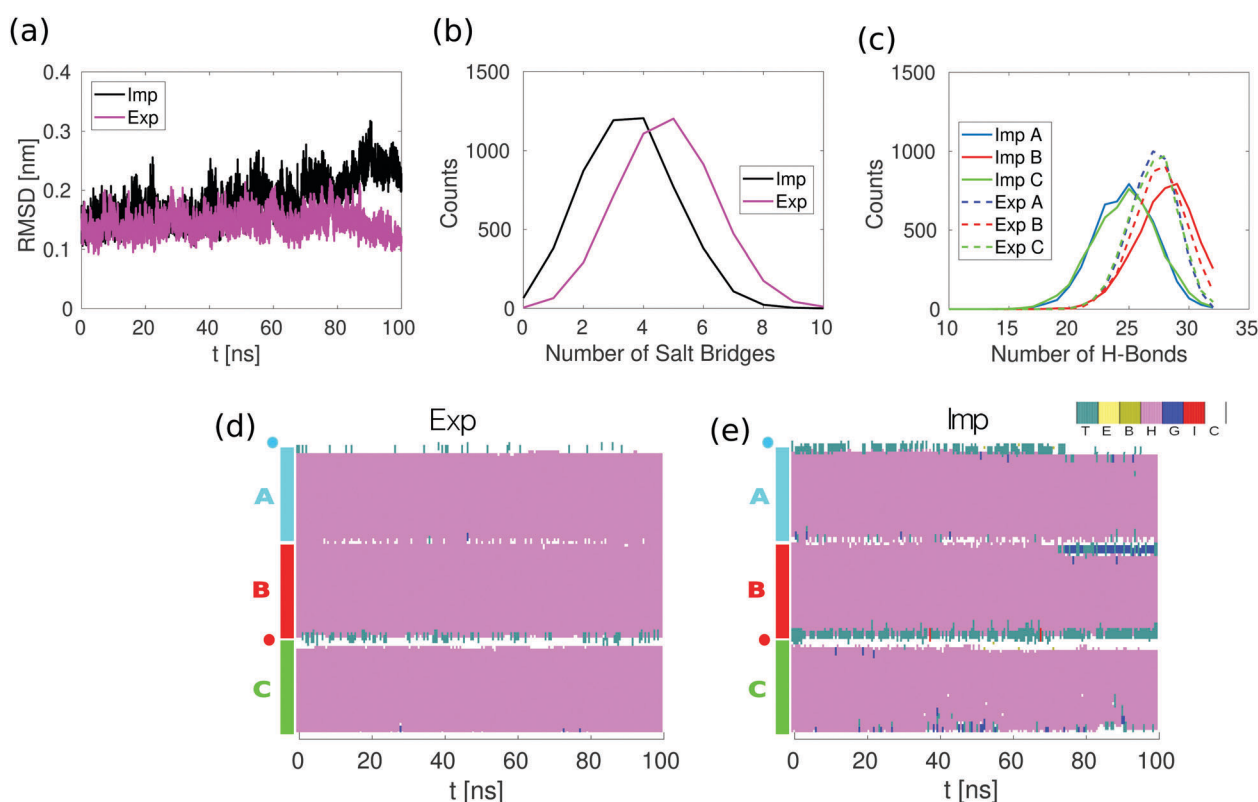 (a)
0.4
0.3
0.2
0.1
0
RMSD [nm]
Imp
Exp
0 20 40 60 80 100
t [ns]
(b)
1500
1000
500
0
Counts
Imp
Exp
0 2 4 6 8 10
Number of Salt Bridges
(c)
1500
1000
500
0
Counts
Imp A
Imp B
Imp C
Exp A
Exp B
Exp C
10 15 20 25 30 35
Number of H-Bonds
(d) Exp
A
B
C
0 20 40 60 80 100
t [ns]
(e) Imp
T E B H G I C
A
B
C
0 20 40 60 80 100
t [ns]